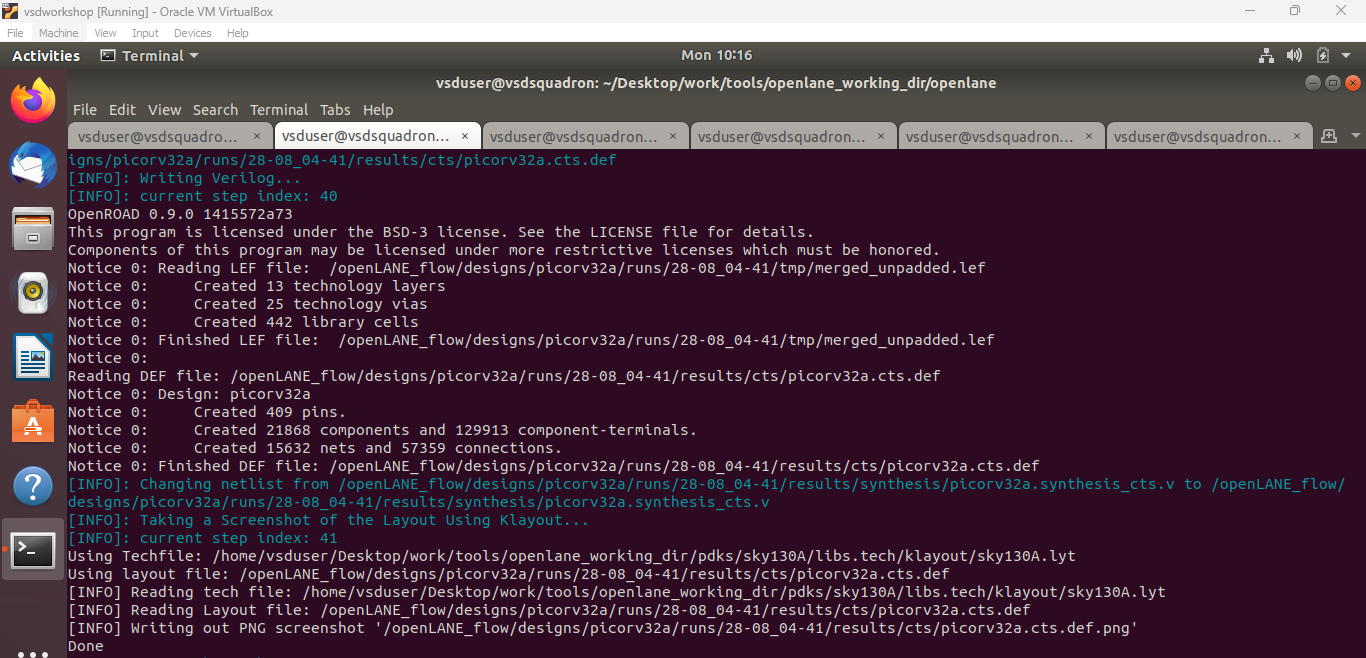 vsdworkshop [Running] - Oracle VM VirtualBox
File Machine View Input Devices Help
Activities Terminal Mon 10:16
vsduser@vsdsquadron: ~/Desktop/work/tools/openlane_working_dir/openlane
File Edit View Search Terminal Tabs Help
vsduser@vsdsquadro... × vsduser@vsdsquadron... × vsduser@vsdsquadron... × vsduser@vsdsquadron... × vsduser@vsdsquadron... × vsduser@vsdsquadron... ×
igns/picorv32a/runs/28-08_04-41/results/cts/picorv32a.cts.def
[INFO]: Writing Verilog...
[INFO]: current step index: 40
OpenROAD 0.9.0 1415572a73
This program is licensed under the BSD-3 license. See the LICENSE file for details.
Components of this program may be licensed under more restrictive licenses which must be honored.
Notice 0: Reading LEF file:  /openLANE_flow/designs/picorv32a/runs/28-08_04-41/tmp/merged_unpadded.lef
Notice 0:     Created 13 technology layers
Notice 0:     Created 25 technology vias
Notice 0:     Created 442 library cells
Notice 0: Finished LEF file:  /openLANE_flow/designs/picorv32a/runs/28-08_04-41/tmp/merged_unpadded.lef
Notice 0:
Reading DEF file: /openLANE_flow/designs/picorv32a/runs/28-08_04-41/results/cts/picorv32a.cts.def
Notice 0: Design: picorv32a
Notice 0:     Created 409 pins.
Notice 0:     Created 21868 components and 129913 component-terminals.
Notice 0:     Created 15632 nets and 57359 connections.
Notice 0: Finished DEF file: /openLANE_flow/designs/picorv32a/runs/28-08_04-41/results/cts/picorv32a.cts.def
[INFO]: Changing netlist from /openLANE_flow/designs/picorv32a/runs/28-08_04-41/results/synthesis/picorv32a.synthesis_cts.v to /openLANE_flow/
designs/picorv32a/runs/28-08_04-41/results/synthesis/picorv32a.synthesis_cts.v
[INFO]: Taking a Screenshot of the Layout Using Klayout...
[INFO]: current step index: 41
Using Techfile: /home/vsduser/Desktop/work/tools/openlane_working_dir/pdks/sky130A/libs.tech/klayout/sky130A.lyt
Using layout file: /openLANE_flow/designs/picorv32a/runs/28-08_04-41/results/cts/picorv32a.cts.def
[INFO] Reading tech file: /home/vsduser/Desktop/work/tools/openlane_working_dir/pdks/sky130A/libs.tech/klayout/sky130A.lyt
[INFO] Reading Layout file: /openLANE_flow/designs/picorv32a/runs/28-08_04-41/results/cts/picorv32a.cts.def
[INFO] Writing out PNG screenshot '/openLANE_flow/designs/picorv32a/runs/28-08_04-41/results/cts/picorv32a.cts.def.png'
Done